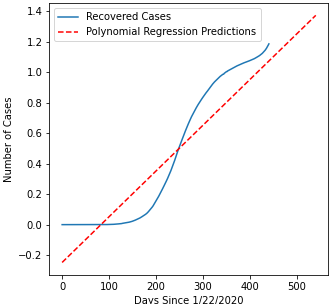 Recovered Cases
Polynomial Regression Predictions
1.4
1.2
1.0
0.8
0.6
0.4
0.2
0.0
−0.2
Number of Cases
0 100 200 300 400 500
Days Since 1/22/2020